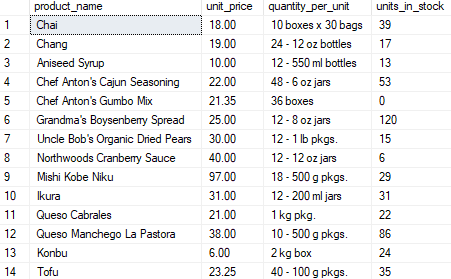 product_name unit_price quantity_per_unit units_in_stock
1 Chai 18.00 10 boxes x 30 bags 39
2 Chang 19.00 24 - 12 oz bottles 17
3 Aniseed Syrup 10.00 12 - 550 ml bottles 13
4 Chef Anton's Cajun Seasoning 22.00 48 - 6 oz jars 53
5 Chef Anton's Gumbo Mix 21.35 36 boxes 0
6 Grandma's Boysenberry Spread 25.00 12 - 8 oz jars 120
7 Uncle Bob's Organic Dried Pears 30.00 12 - 1 lb pkgs. 15
8 Northwoods Cranberry Sauce 40.00 12 - 12 oz jars 6
9 Mishi Kobe Niku 97.00 18 - 500 g pkgs. 29
10 Ikura 31.00 12 - 200 ml jars 31
11 Queso Cabrales 21.00 1 kg pkg. 22
12 Queso Manchego La Pastora 38.00 10 - 500 g pkgs. 86
13 Konbu 6.00 2 kg box 24
14 Tofu 23.25 40 - 100 g pkgs. 35